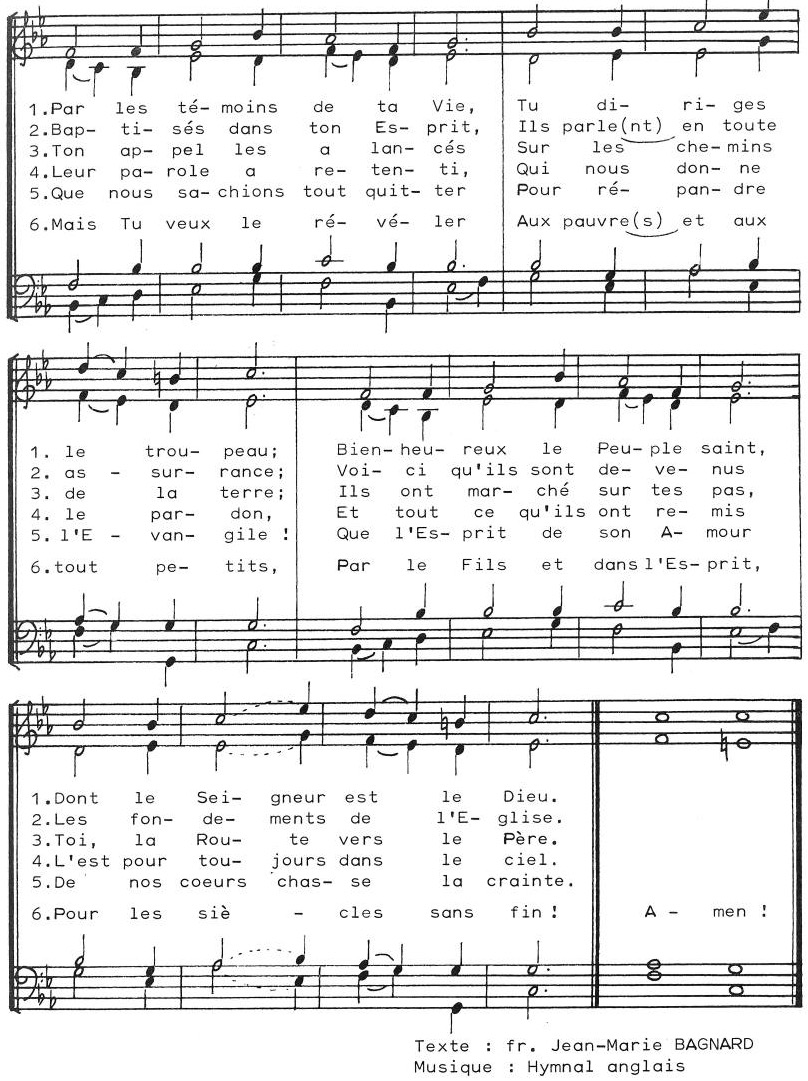 1.Par les té- moins de ta Vie, Tu di- ri- ges
2.Bap- ti- sés dans ton Es- prit, Ils parle(nt) en toute
3.Ton ap- pel les a lan- cés Sur les che- mins
4.Leur pa- role a re- ten- ti, Qui nous don- ne
5.Que nous sa- chions tout quit- ter Pour ré- pan- dre
6.Mais Tu veux le ré- vé- ler Aux pauvre(s) et aux
1. le trou- peau; Bien- heu- reux le Peu- ple saint,
2. as - sur- rance; Voi- ci qu'ils sont de- ve- nus
3. de la terre; Ils ont mar- ché sur tes pas,
4. le par- don, Et tout ce qu'ils ont re- mis
5. l'E - van- gile ! Que l'Es- prit de son A- mour
6.tout pe- tits, Par le Fils et dans l'Es- prit,
1.Dont le Sei- gneur est le Dieu.
2.Les fon- de- ments de l'E- glise.
3.Toi, la Rou- te vers le Père.
4.L'est pour tou- jours dans le ciel.
5.De nos coeurs chas- se la crainte.
6.Pour les siè - cles sans fin ! A - men !
Texte : fr. Jean-Marie BAGNARD
Musique : Hymnal anglais